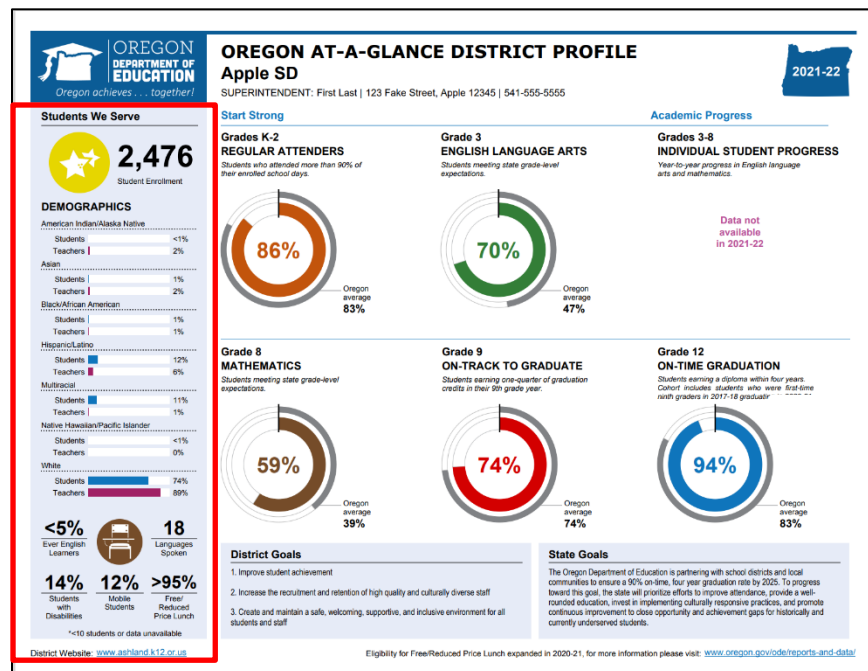 OREGON
DEPARTMENT OF
EDUCATION
Oregon achieves . . . together!
OREGON AT-A-GLANCE DISTRICT PROFILE
Apple SD
SUPERINTENDENT: First Last | 123 Fake Street, Apple 12345 | 541-555-5555
2021-22
Students We Serve
2,476
Student Enrollment
DEMOGRAPHICS
American Indian/Alaska Native
Students <1%
Teachers 2%
Asian
Students 1%
Teachers 2%
Black/African American
Students 1%
Teachers 1%
Hispanic/Latino
Students 12%
Teachers 6%
Multiracial
Students 11%
Teachers 1%
Native Hawaiian/Pacific Islander
Students <1%
Teachers 0%
White
Students 74%
Teachers 89%
<5%
Ever English
Learners
18
Languages
Spoken
14%
Students
with
Disabilities
12%
Mobile
Students
>95%
Free/
Reduced
Price Lunch
*<10 students or data unavailable
Start Strong
Academic Progress
Grades K-2
REGULAR ATTENDERS
Students who attended more than 90% of
their enrolled school days.
86%
Oregon
average
83%
Grade 3
ENGLISH LANGUAGE ARTS
Students meeting state grade-level
expectations.
70%
Oregon
average
47%
Grades 3-8
INDIVIDUAL STUDENT PROGRESS
Year-to-year progress in English language
arts and mathematics.
Data not
available
in 2021-22
Grade 8
MATHEMATICS
Students meeting state grade-level
expectations.
59%
Oregon
average
39%
Grade 9
ON-TRACK TO GRADUATE
Students earning one-quarter of graduation
credits in their 9th grade year.
74%
Oregon
average
74%
Grade 12
ON-TIME GRADUATION
Students earning a diploma within four years.
Cohort includes students who were first-time
ninth graders in 2017-18
94%
Oregon
average
83%
District Goals
1. Improve student achievement
2. Increase the recruitment and retention of high quality and culturally diverse staff
3. Create and maintain a safe, welcoming, supportive, and inclusive environment for all
students and staff
State Goals
The Oregon Department of Education is partnering with school districts and local
communities to ensure a 90% on-time, four year graduation rate by 2025. To progress
toward this goal, the state will prioritize efforts to improve attendance, provide a well-
rounded education, invest in implementing culturally responsive practices, and promote
continuous improvement to close opportunity and achievement gaps for historically and
currently underserved students.
District Website: www.ashland.k12.or.us
Eligibility for Free/Reduced Price Lunch expanded in 2020-21, for more information please visit: www.oregon.gov/ode/reports-and-data/